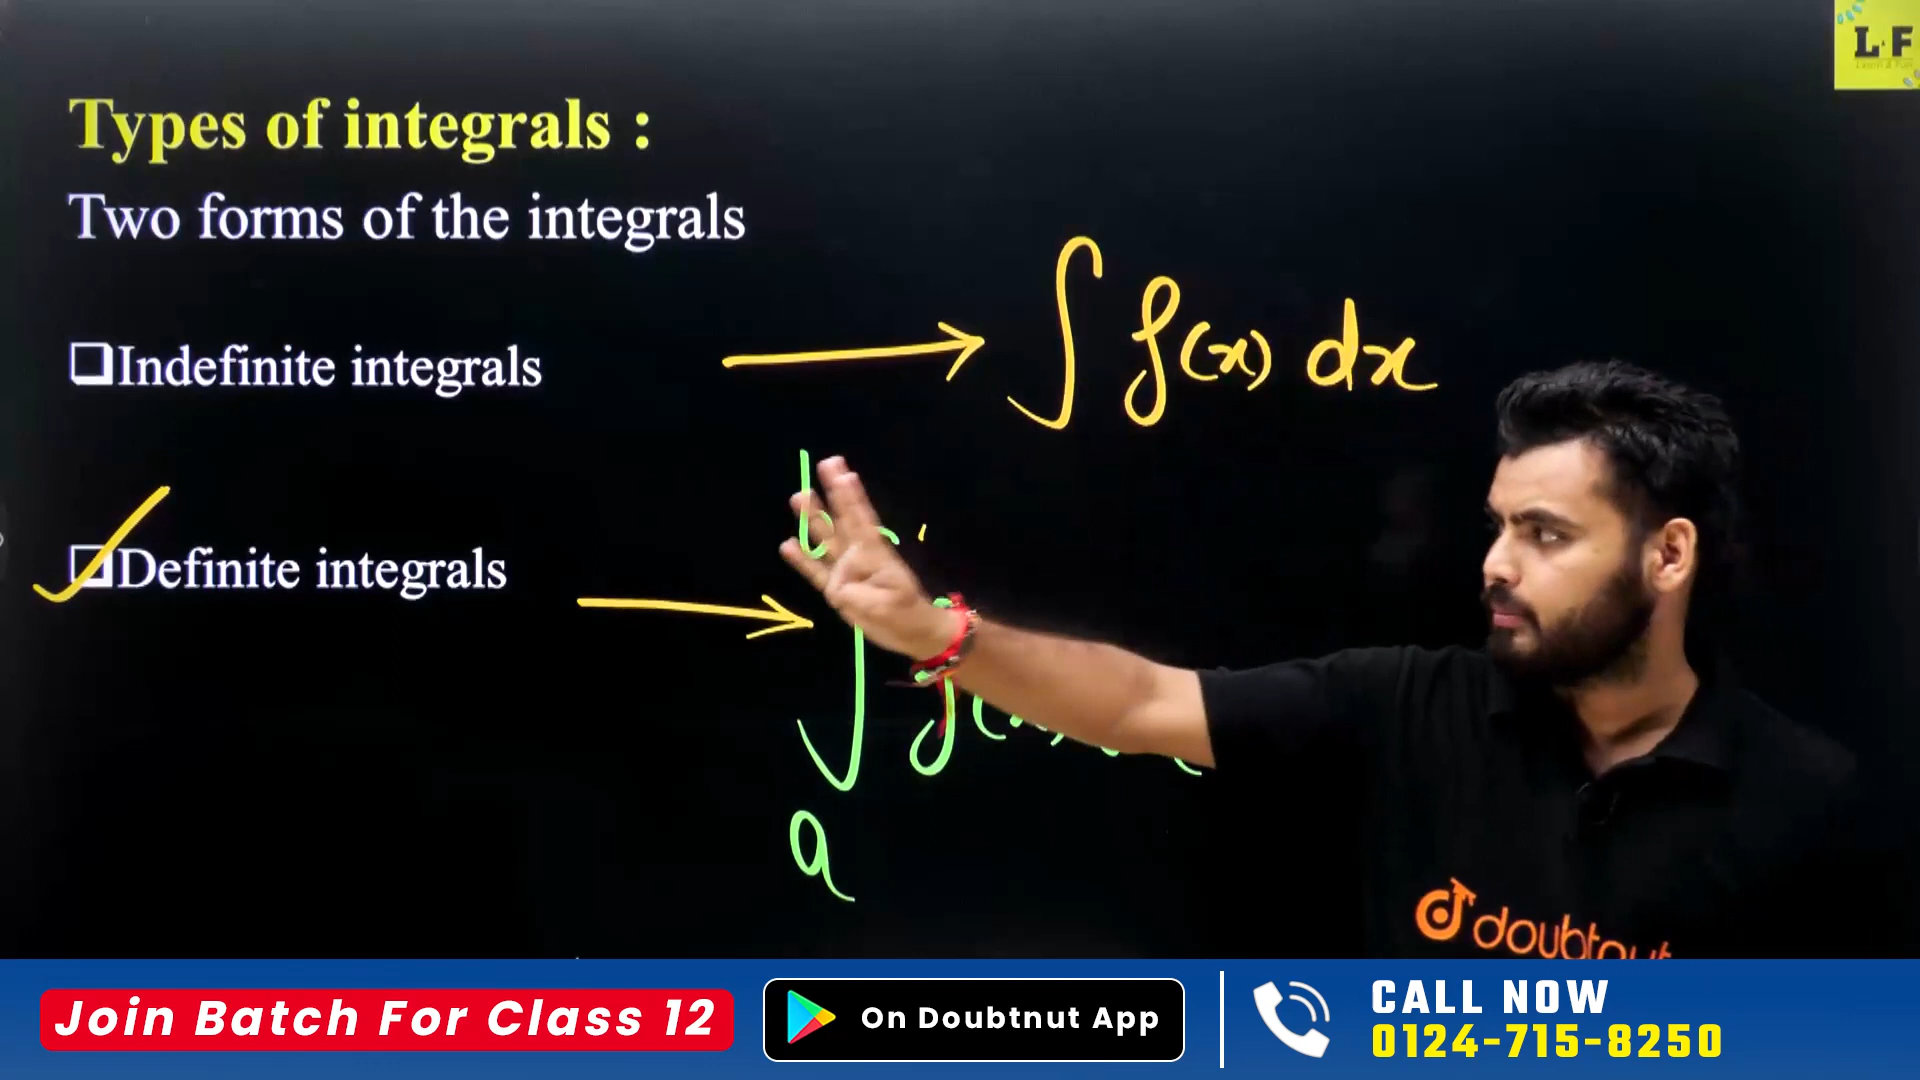 L·F
Types of integrals :
Two forms of the integrals
❑Indefinite integrals
∫ f(x) dx
❑Definite integrals
b
∫ f(x)
a
doubtnut
Join Batch For Class 12
On Doubtnut App
CALL NOW
0124-715-8250